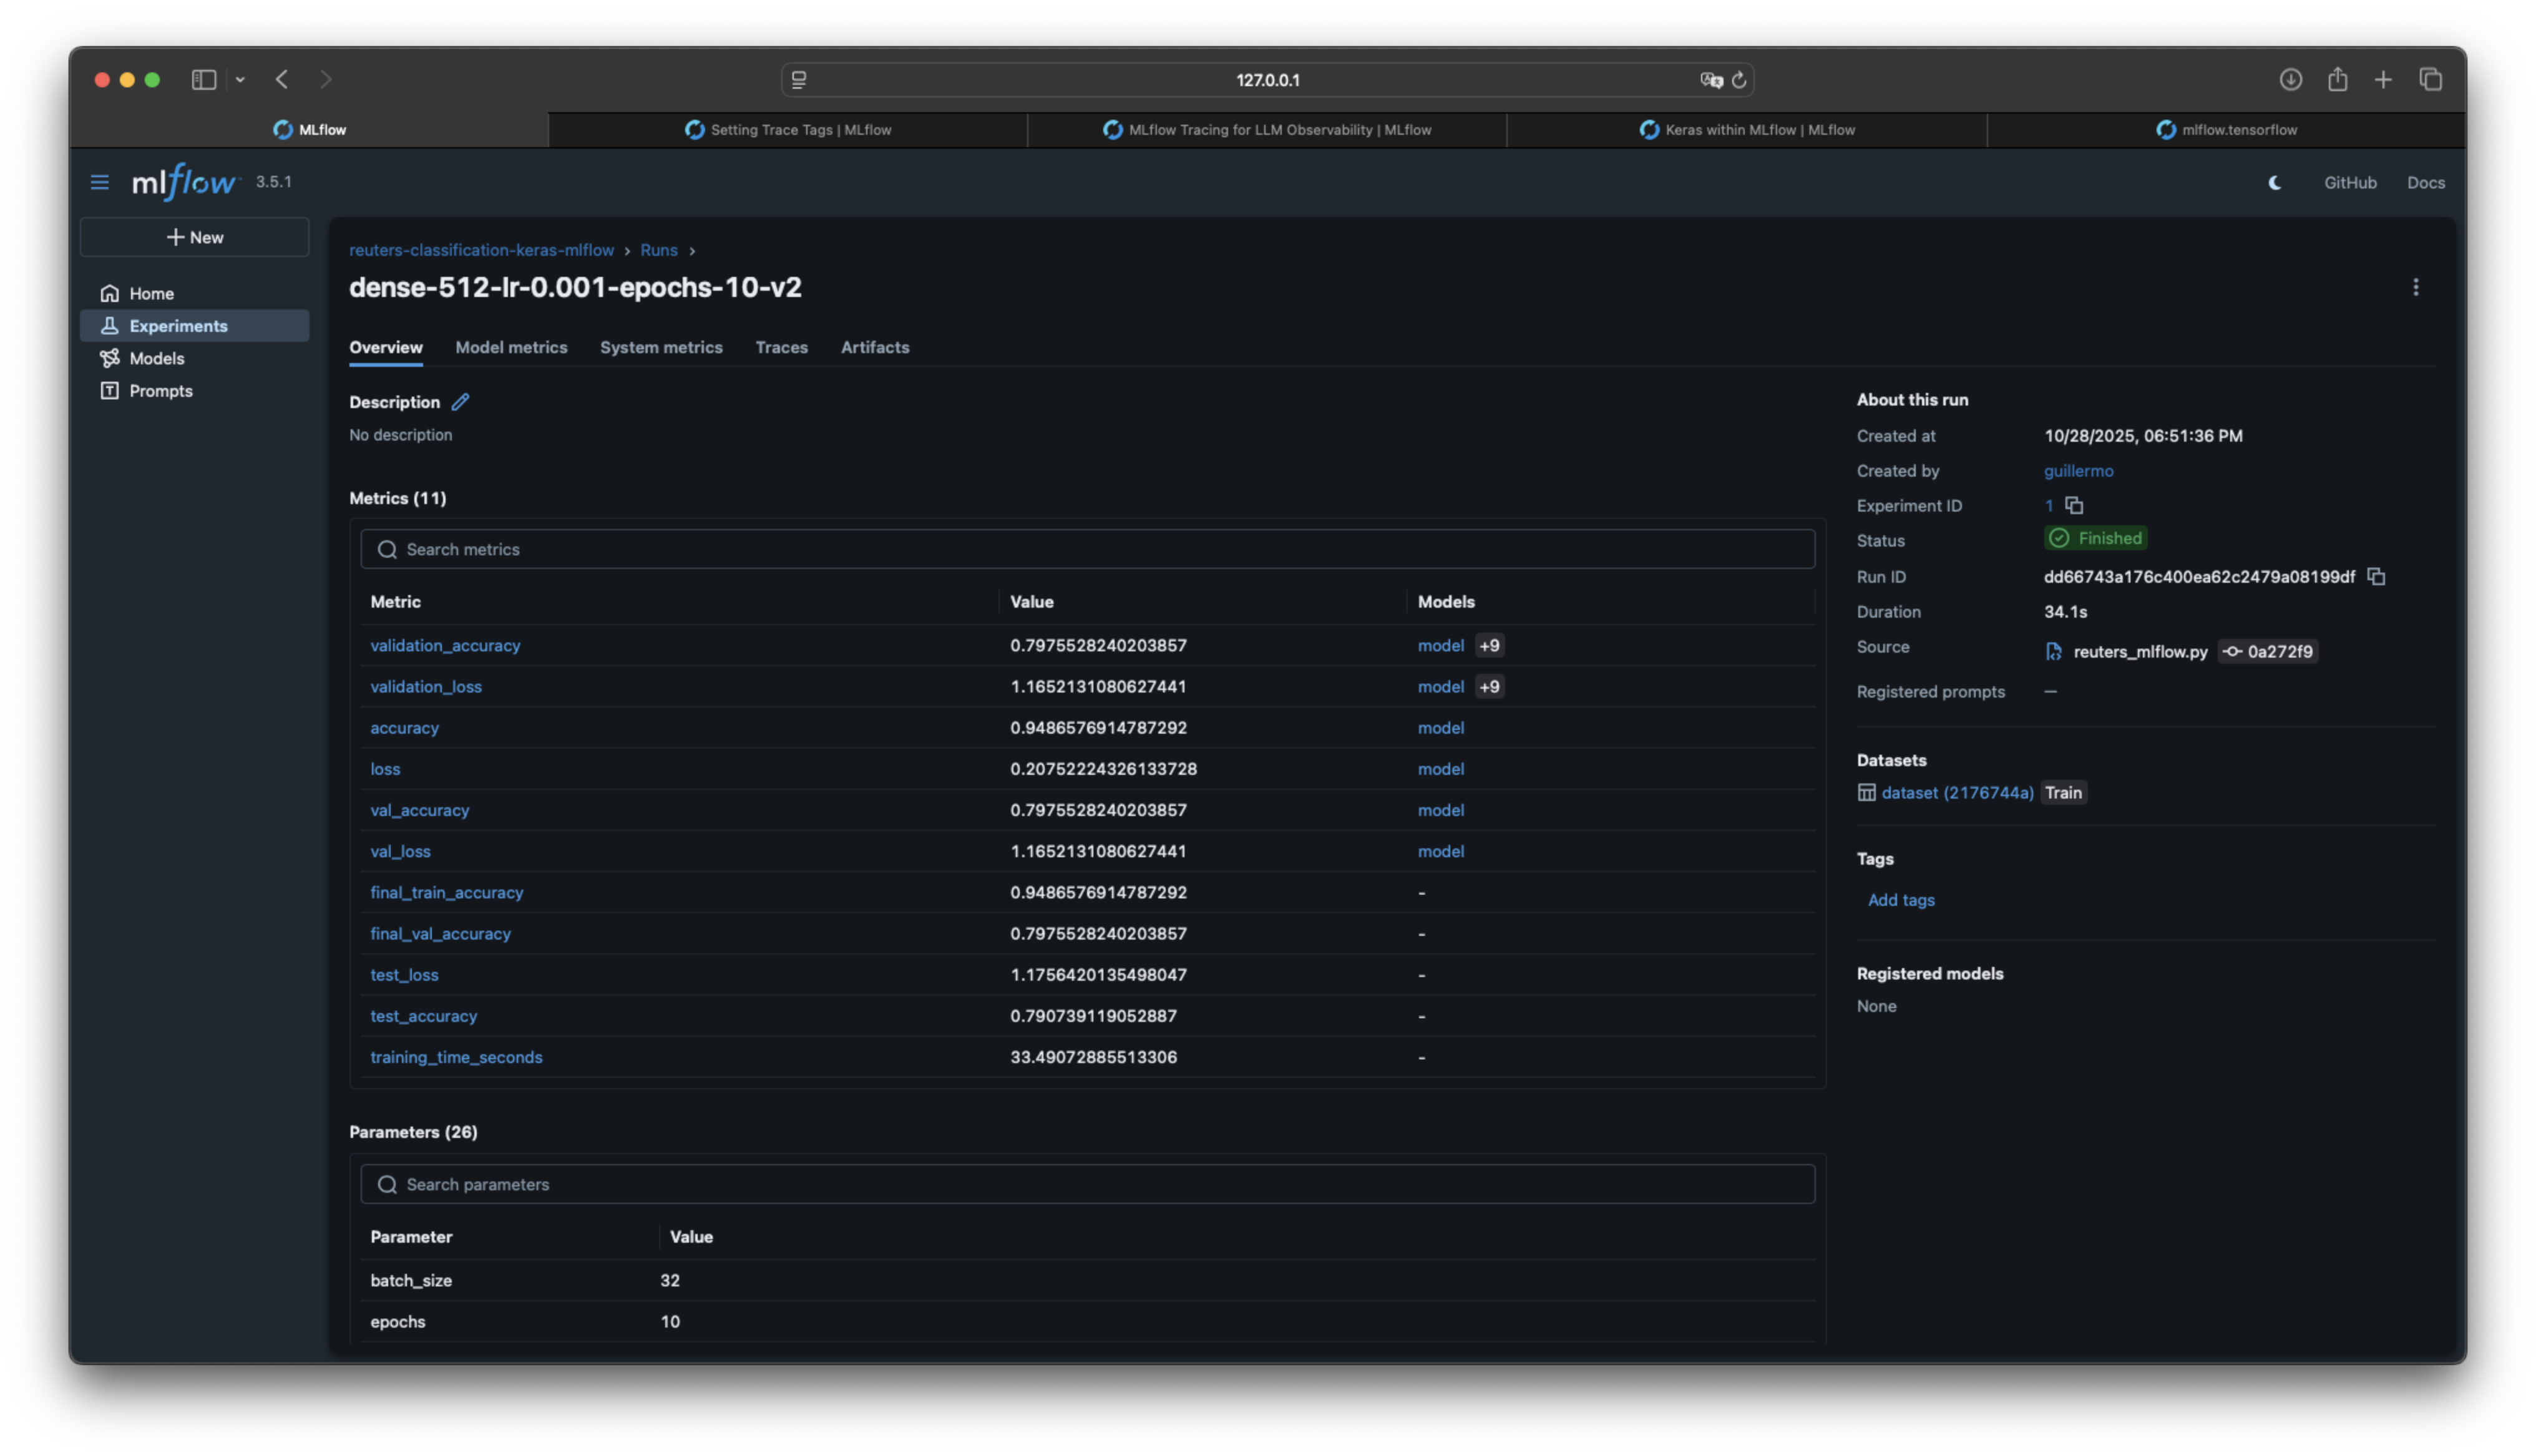 127.0.0.1
MLflow
Setting Trace Tags | MLflow
MLflow Tracing for LLM Observability | MLflow
Keras within MLflow | MLflow
mlflow.tensorflow
mlflow 3.5.1
GitHub
Docs
New
Home
Experiments
Models
Prompts
reuters-classification-keras-mlflow › Runs ›
dense-512-lr-0.001-epochs-10-v2
Overview Model metrics System metrics Traces Artifacts
Description
No description
Metrics (11)
Search metrics
Metric Value Models
validation_accuracy 0.7975528240203857 model +9
validation_loss 1.1652131080627441 model +9
accuracy 0.9486576914787292 model
loss 0.20752224326133728 model
val_accuracy 0.7975528240203857 model
val_loss 1.1652131080627441 model
final_train_accuracy 0.9486576914787292 -
final_val_accuracy 0.7975528240203857 -
test_loss 1.1756420135498047 -
test_accuracy 0.790739119052887 -
training_time_seconds 33.49072885513306 -
Parameters (26)
Search parameters
Parameter Value
batch_size 32
epochs 10
About this run
Created at 10/28/2025, 06:51:36 PM
Created by guillermo
Experiment ID 1
Status Finished
Run ID dd66743a176c400ea62c2479a08199df
Duration 34.1s
Source reuters_mlflow.py 0a272f9
Registered prompts —
Datasets
dataset (2176744a) Train
Tags
Add tags
Registered models
None